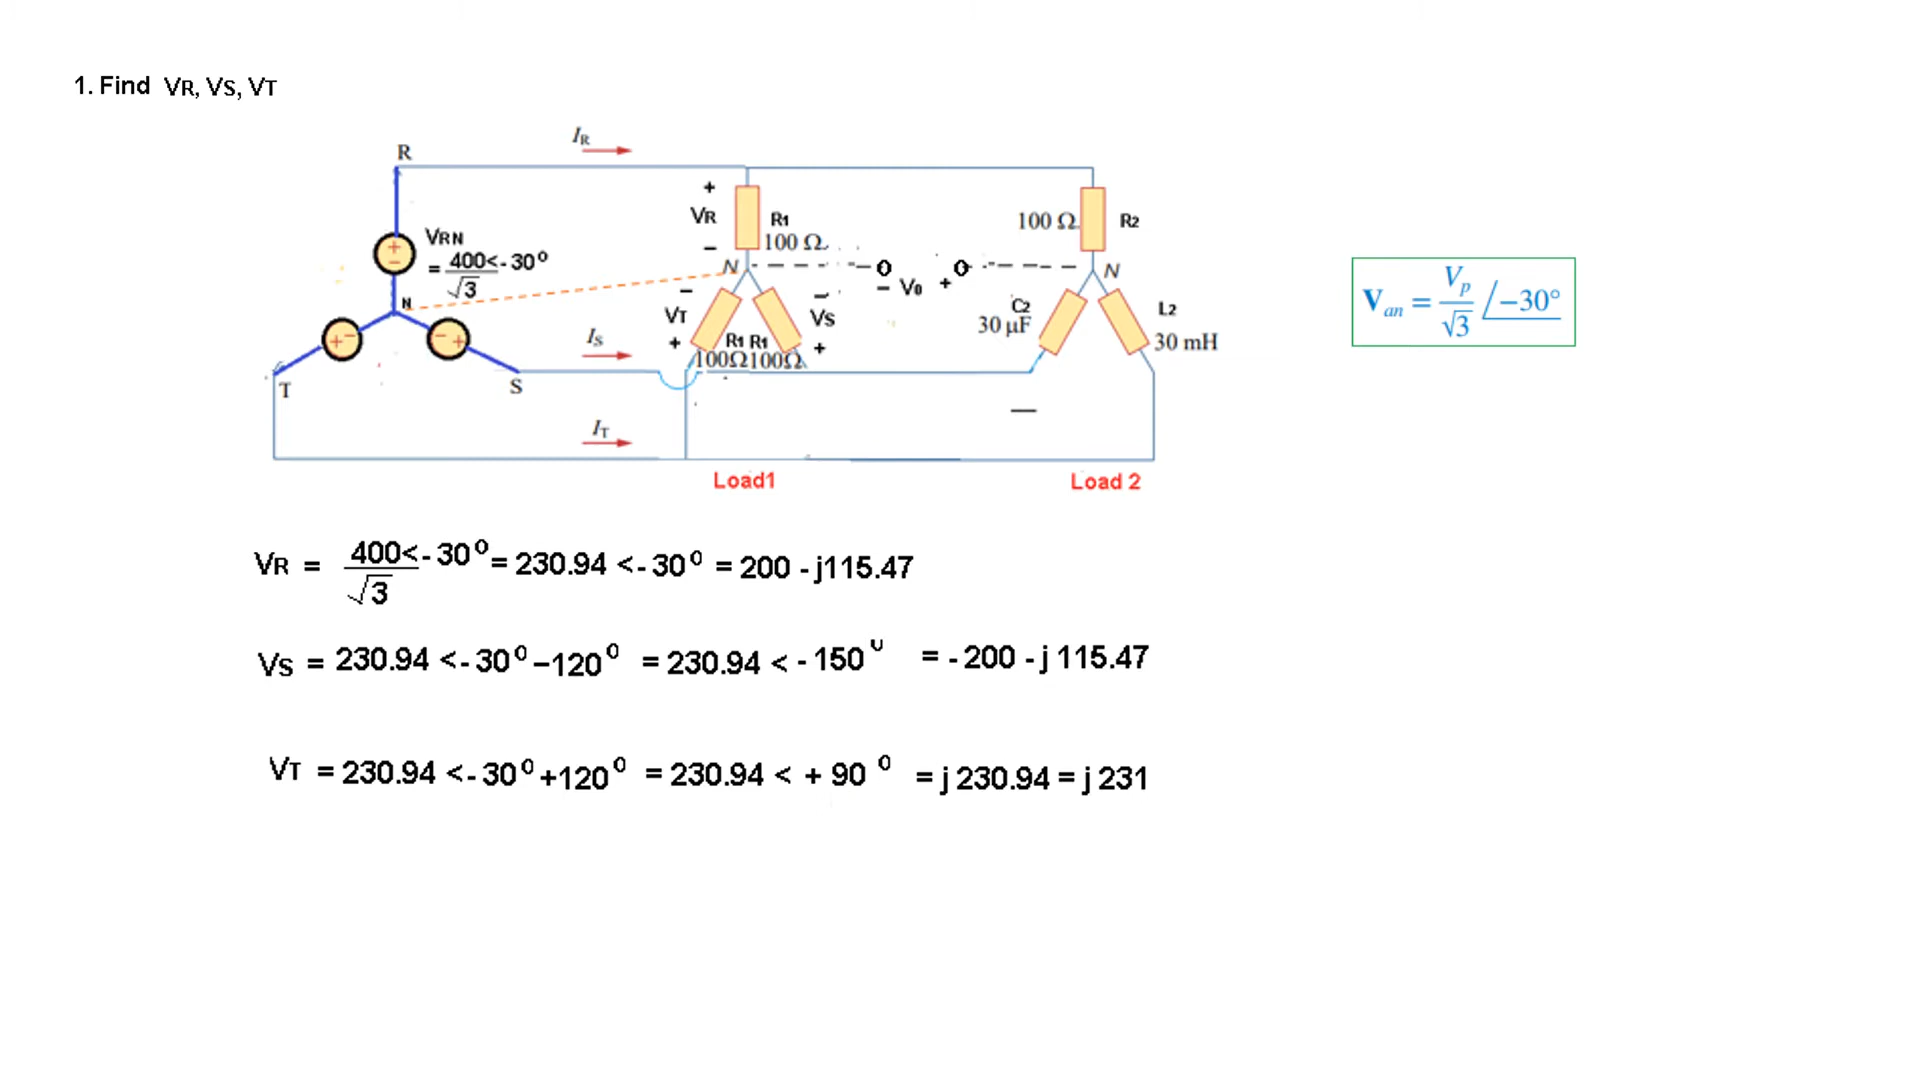 1. Find VR, VS, VT
IR
R
+
VR
−
R1
100 Ω
100 Ω
R2
VRN
= 400<-30⁰
√3
N
N
O
− V0 +
O
N
Van = Vp/√3 ∠−30°
VT
+
−
VS
+
R1 R1
100Ω100Ω
C2
30 μF
L2
30 mH
IS
T
S
IT
Load1
Load 2
VR = 400<-30⁰/√3 = 230.94 <-30⁰ = 200 - j115.47
VS = 230.94 <-30⁰ −120⁰ = 230.94 < -150⁰ = -200 - j 115.47
VT = 230.94 <-30⁰ +120⁰ = 230.94 < + 90 ⁰ = j 230.94 = j 231